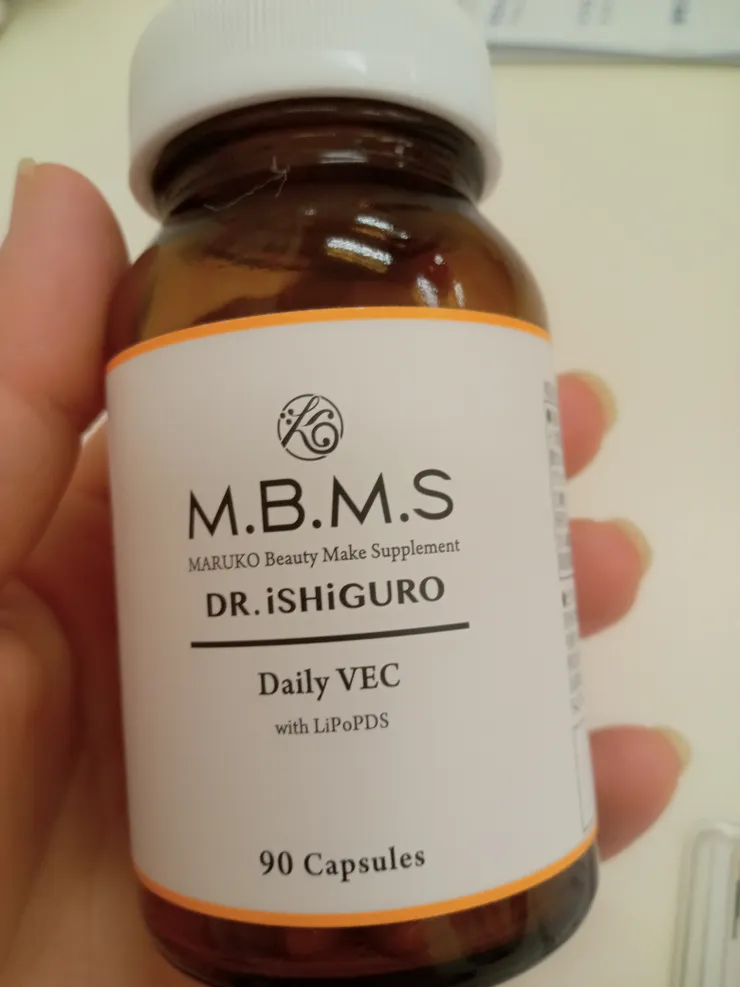 M.B.M.S
MARUKO Beauty Make Supplement
DR.iSHiGURO
Daily VEC
with LiPoPDS
90 Capsules